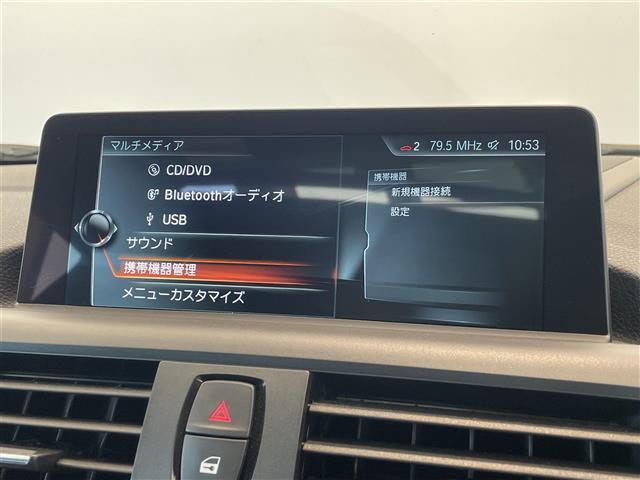 マルチメディア
2 79.5 MHz 10:53
CD/DVD
Bluetoothオーディオ
USB
サウンド
携帯機器管理
メニューカスタマイズ
携帯機器
新規機器接続
設定